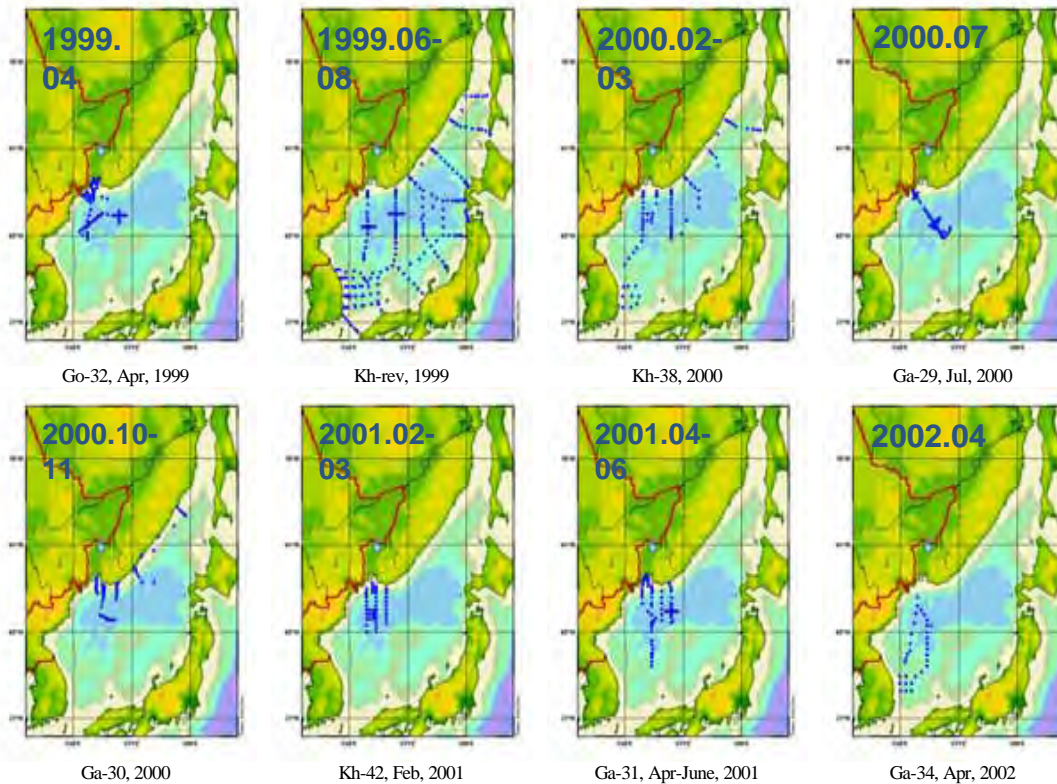 1999.
04
1999.06-
08
2000.02-
03
2000.07
Go-32, Apr, 1999
Kh-rev, 1999
Kh-38, 2000
Ga-29, Jul, 2000
2000.10-
11
2001.02-
03
2001.04-
06
2002.04
Ga-30, 2000
Kh-42, Feb, 2001
Ga-31, Apr-June, 2001
Ga-34, Apr, 2002